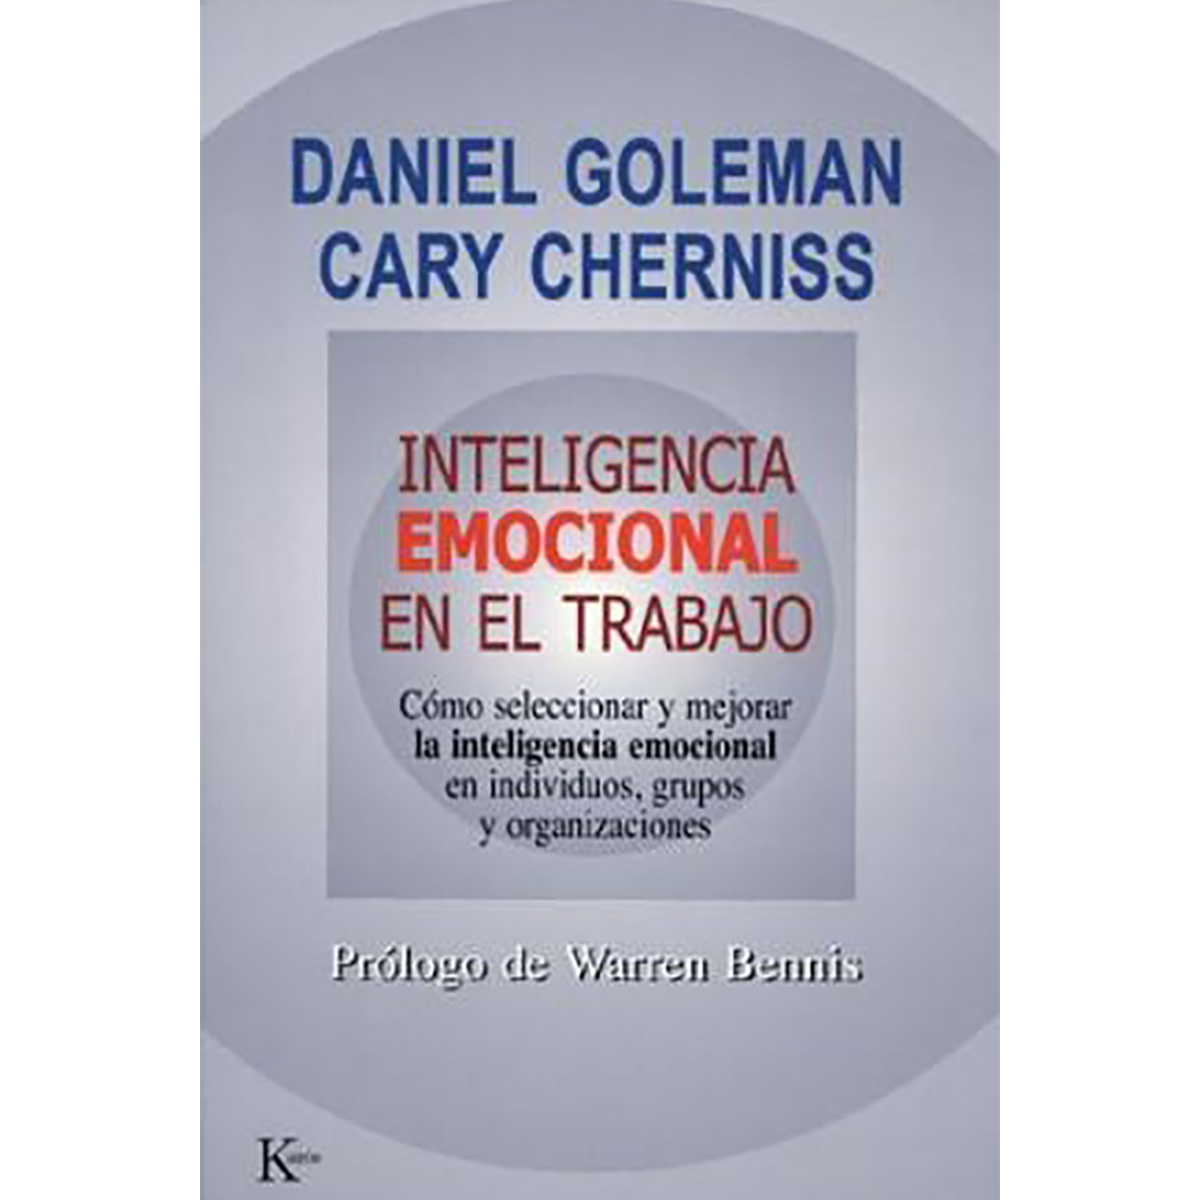 DANIEL GOLEMAN
CARY CHERNISS
INTELIGENCIA
EMOCIONAL
EN EL TRABAJO
Cómo seleccionar y mejorar
la inteligencia emocional
en individuos, grupos
y organizaciones
Prólogo de Warren Bennis
Kairós